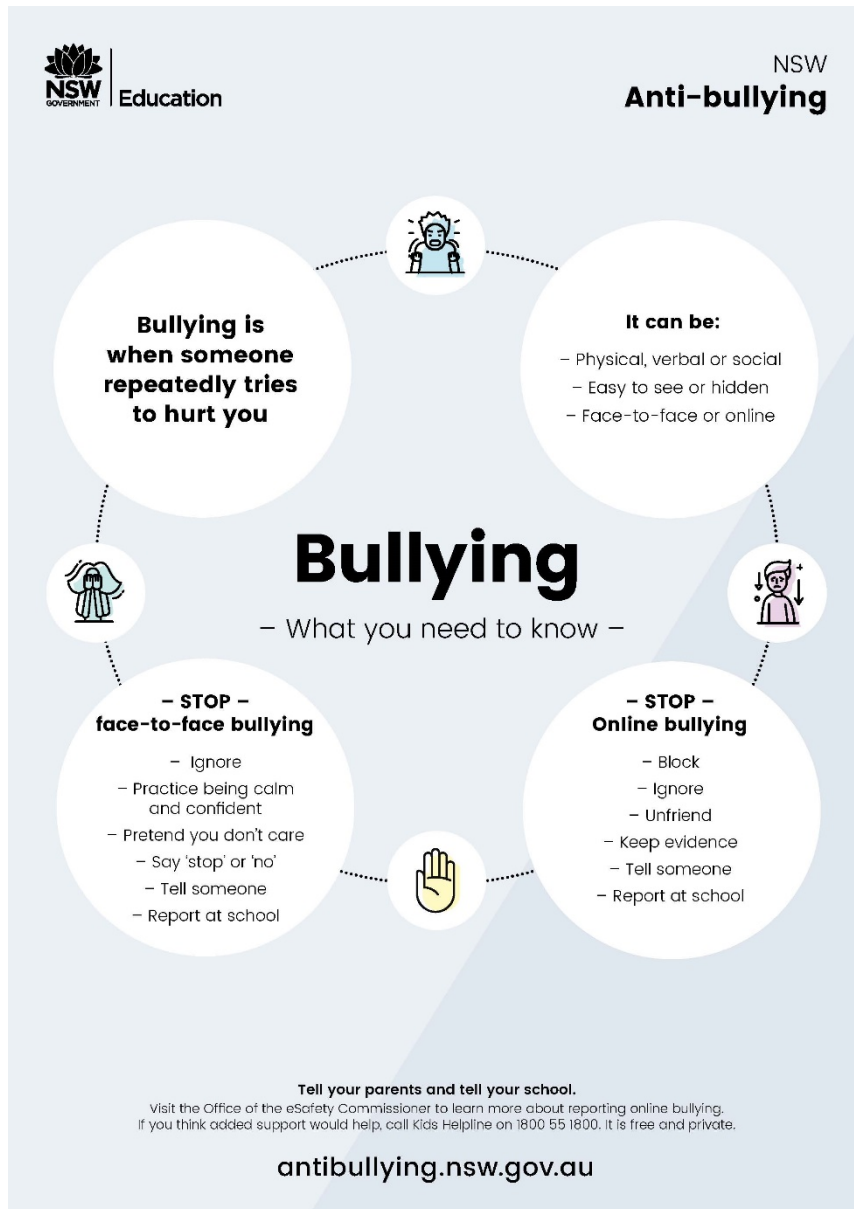 NSW
GOVERNMENT
Education
NSW
Anti-bullying
Bullying is
when someone
repeatedly tries
to hurt you
It can be:
– Physical, verbal or social
– Easy to see or hidden
– Face-to-face or online
Bullying
– What you need to know –
– STOP –
face-to-face bullying
– Ignore
– Practice being calm
and confident
– Pretend you don't care
– Say 'stop' or 'no'
– Tell someone
– Report at school
– STOP –
Online bullying
– Block
– Ignore
– Unfriend
– Keep evidence
– Tell someone
– Report at school
Tell your parents and tell your school.
Visit the Office of the eSafety Commissioner to learn more about reporting online bullying.
If you think added support would help, call Kids Helpline on 1800 55 1800. It is free and private.
antibullying.nsw.gov.au